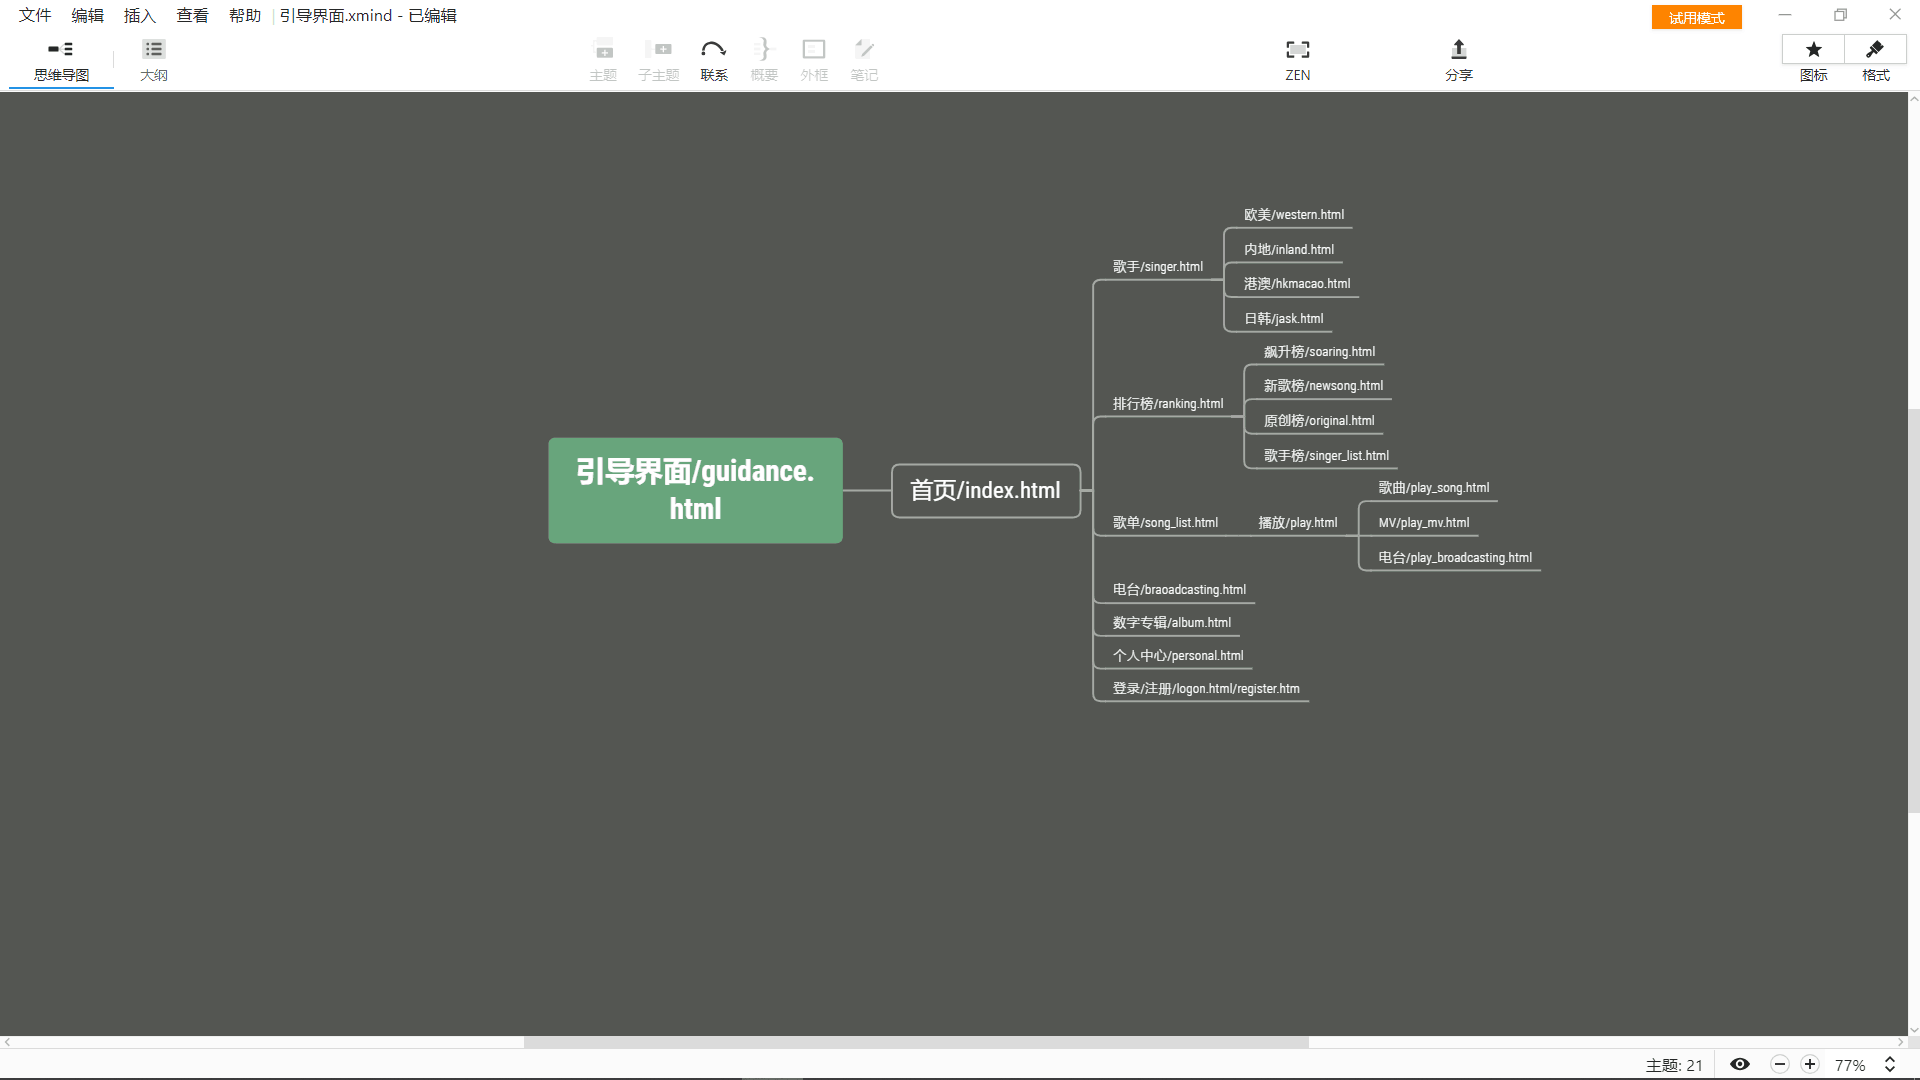 文件 编辑 插入 查看 帮助 引导界面.xmind - 已编辑
试用模式
思维导图 大纲 主题 子主题 联系 概要 外框 笔记 ZEN 分享 图标 格式
引导界面/guidance.
html
首页/index.html
歌手/singer.html
欧美/western.html
内地/inland.html
港澳/hkmacao.html
日韩/jask.html
排行榜/ranking.html
飙升榜/soaring.html
新歌榜/newsong.html
原创榜/original.html
歌手榜/singer_list.html
歌单/song_list.html
播放/play.html
歌曲/play_song.html
MV/play_mv.html
电台/play_broadcasting.html
电台/braoadcasting.html
数字专辑/album.html
个人中心/personal.html
登录/注册/logon.html/register.htm
主题: 21 77%